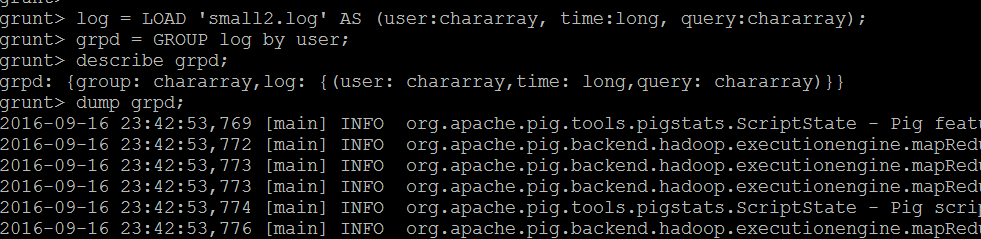 grunt> log = LOAD 'small2.log' AS (user:chararray, time:long, query:chararray);
grunt> grpd = GROUP log by user;
grunt> describe grpd;
grpd: {group: chararray,log: {(user: chararray,time: long,query: chararray)}}
grunt> dump grpd;
2016-09-16 23:42:53,769 [main] INFO  org.apache.pig.tools.pigstats.ScriptState - Pig featu
2016-09-16 23:42:53,772 [main] INFO  org.apache.pig.backend.hadoop.executionengine.mapRedu
2016-09-16 23:42:53,773 [main] INFO  org.apache.pig.backend.hadoop.executionengine.mapRedu
2016-09-16 23:42:53,773 [main] INFO  org.apache.pig.backend.hadoop.executionengine.mapRedu
2016-09-16 23:42:53,774 [main] INFO  org.apache.pig.tools.pigstats.ScriptState - Pig scrip
2016-09-16 23:42:53,776 [main] INFO  org.apache.pig.backend.hadoop.executionengine.mapRedu